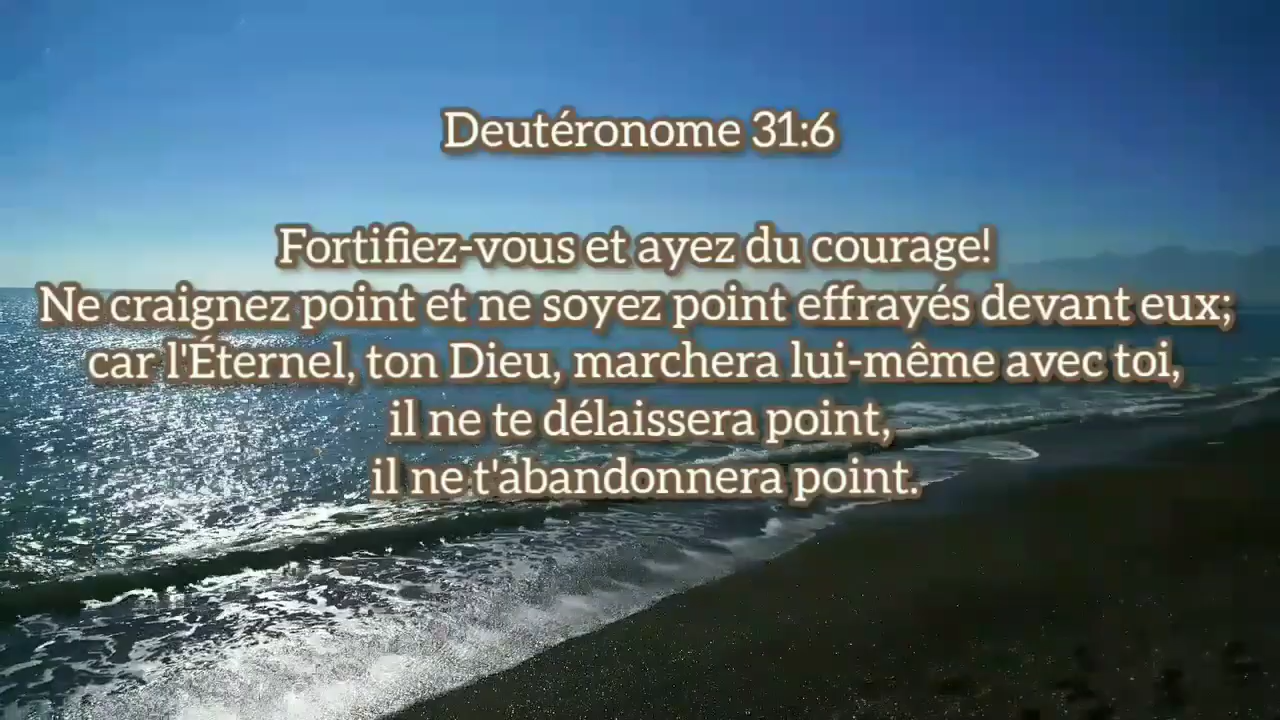 Deutéronome 31:6
Fortifiez-vous et ayez du courage!
Ne craignez point et ne soyez point effrayés devant eux;
car l'Éternel, ton Dieu, marchera lui-même avec toi,
il ne te délaissera point,
il ne t'abandonnera point.